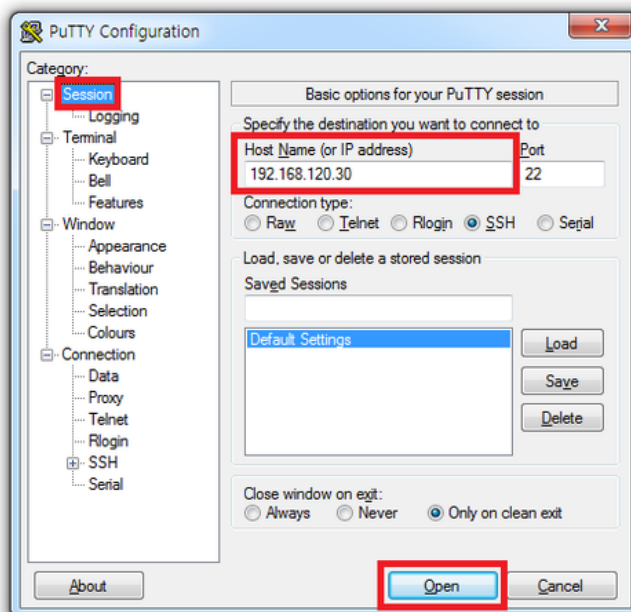 PuTTY Configuration
Category:
Session
Logging
Terminal
Keyboard
Bell
Features
Window
Appearance
Behaviour
Translation
Selection
Colours
Connection
Data
Proxy
Telnet
Rlogin
SSH
Serial
Basic options for your PuTTY session
Specify the destination you want to connect to
Host Name (or IP address) Port
192.168.120.30 22
Connection type:
Raw Telnet Rlogin SSH Serial
Load, save or delete a stored session
Saved Sessions
Default Settings
Load
Save
Delete
Close window on exit:
Always Never Only on clean exit
About Open Cancel